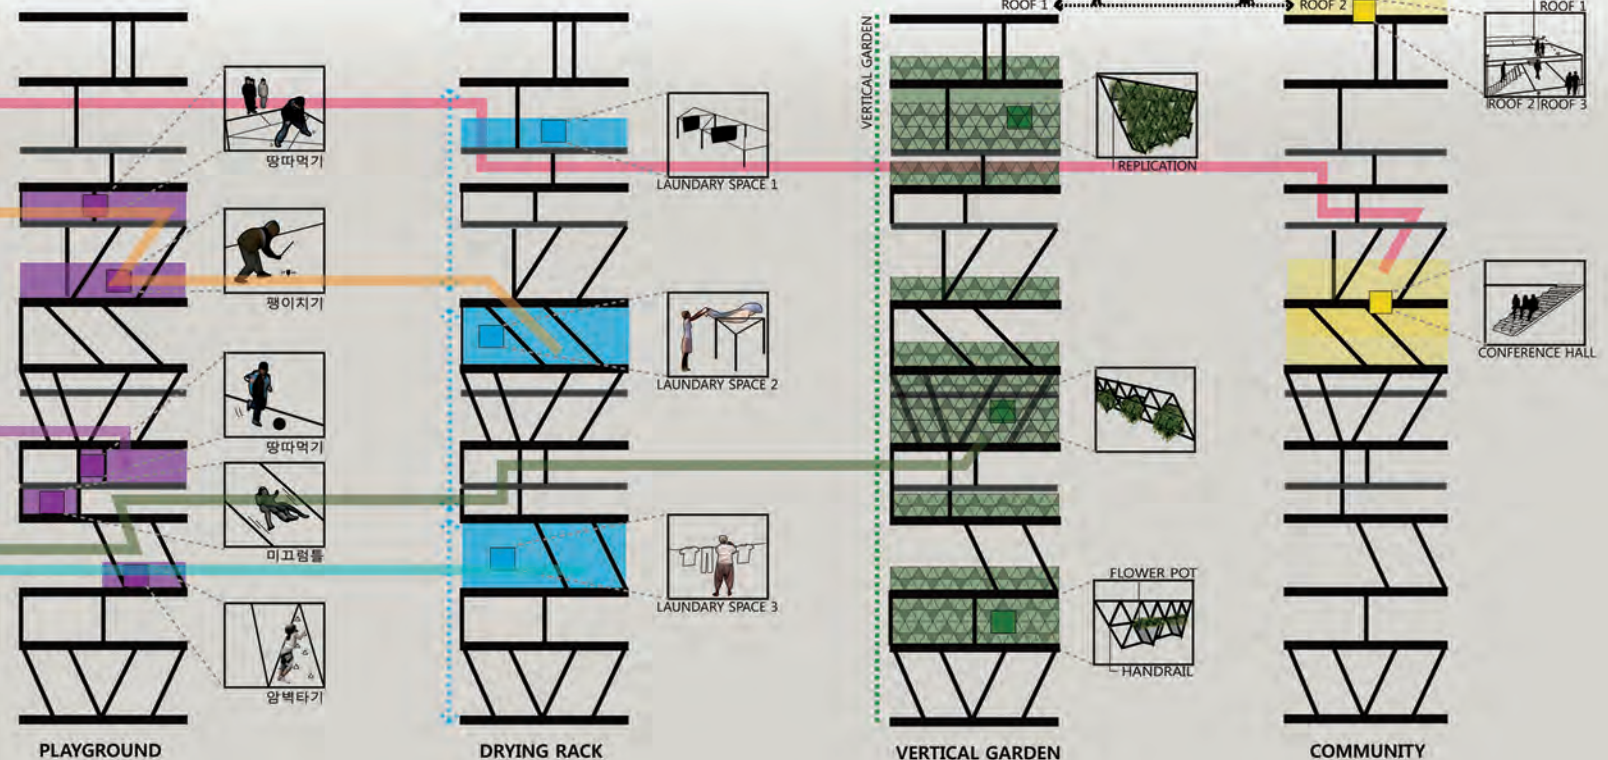 ROOF 1
ROOF 2
ROOF 1
ROOF 2
ROOF 3
VERTICAL GARDEN
땅따먹기
LAUNDARY SPACE 1
REPLICATION
팽이치기
LAUNDARY SPACE 2
CONFERENCE HALL
땅따먹기
미끄럼틀
LAUNDARY SPACE 3
FLOWER POT
HANDRAIL
암벽타기
PLAYGROUND
DRYING RACK
VERTICAL GARDEN
COMMUNITY